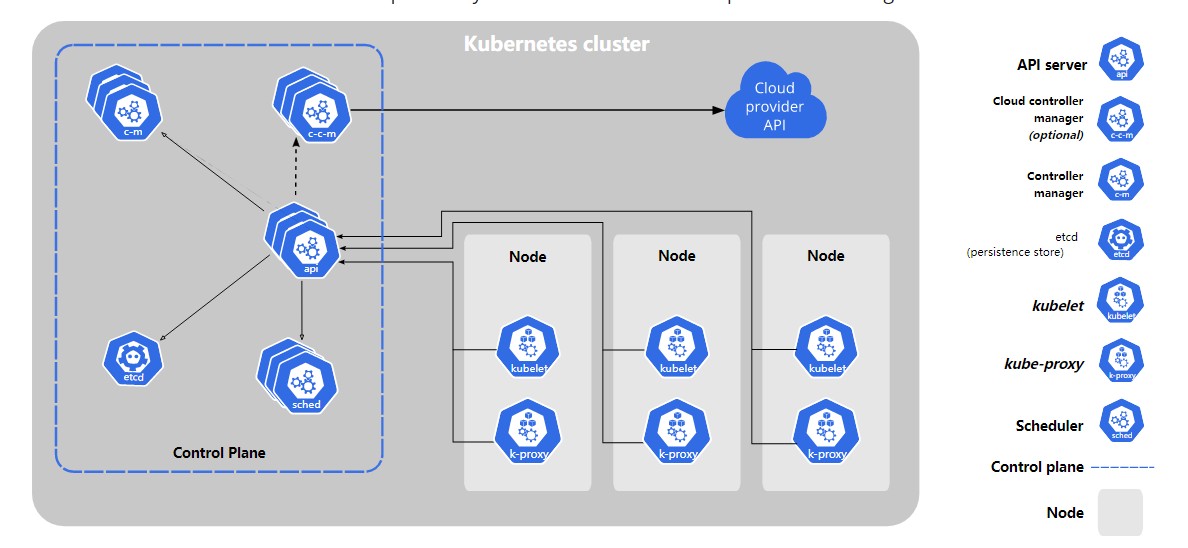 Kubernetes cluster
c-m
c-c-m
Cloud
provider
API
api
etcd
sched
Control Plane
Node
Node
Node
kubelet
kubelet
kubelet
k-proxy
k-proxy
k-proxy
API server
api
Cloud controller
manager
(optional)
c-c-m
Controller
manager
c-m
etcd
(persistence store)
etcd
kubelet
kubelet
kube-proxy
k-proxy
Scheduler
sched
Control plane
Node